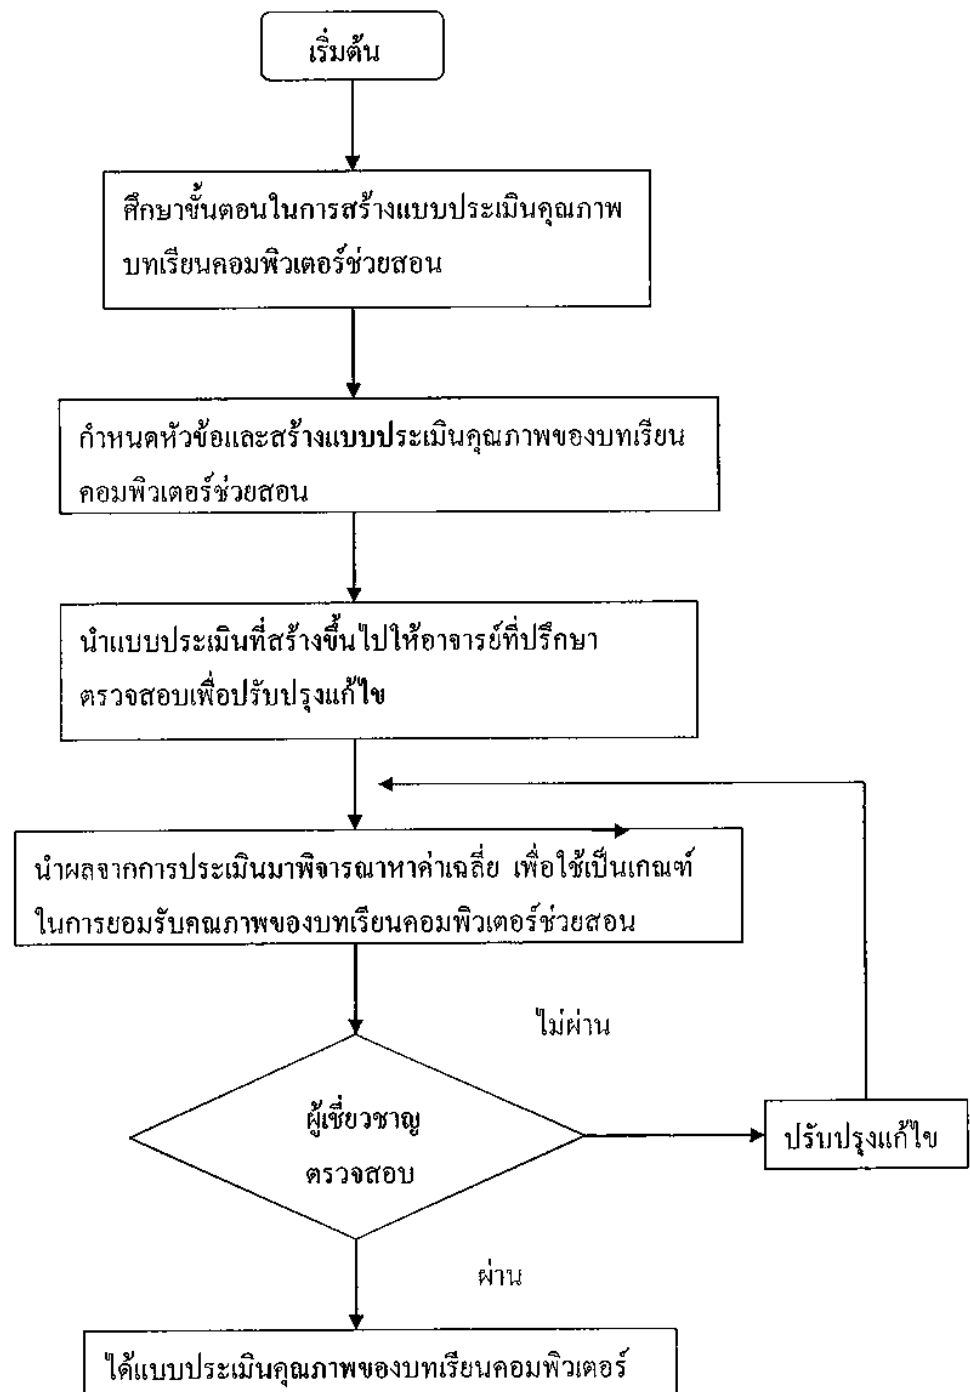 เริ่มต้น
ศึกษาขั้นตอนในการสร้างแบบประเมินคุณภาพ
บทเรียนคอมพิวเตอร์ช่วยสอน
กำหนดหัวข้อและสร้างแบบประเมินคุณภาพของบทเรียน
คอมพิวเตอร์ช่วยสอน
นำแบบประเมินที่สร้างขึ้นไปให้อาจารย์ที่ปรึกษา
ตรวจสอบเพื่อปรับปรุงแก้ไข
นำผลจากการประเมินมาพิจารณาหาค่าเฉลี่ย เพื่อใช้เป็นเกณฑ์
ในการยอมรับคณภาพของบทเรียนคอมพิวเตอร์ช่วยสอน
ไม่ผ่าน
ผู้เชี่ยวชาญ
ตรวจสอบ
ปรับปรุงแก้ไข
ผ่าน
ได้แบบประเมินคุณภาพของบทเรียนคอมพิวเตอร์